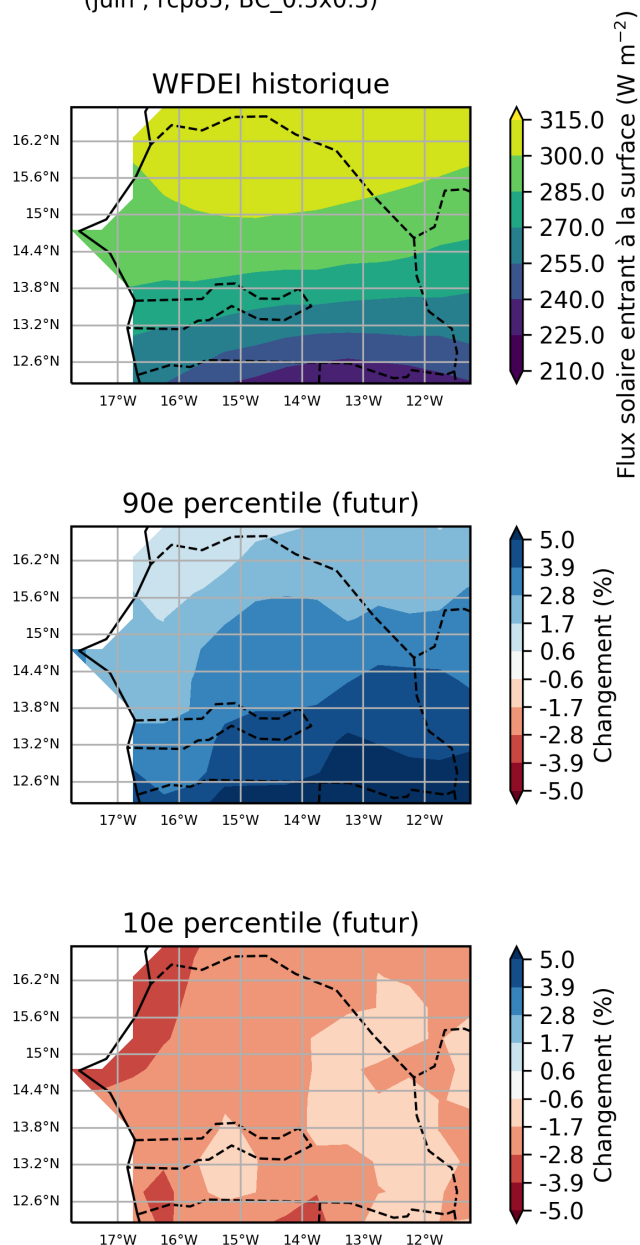 (juin , rcp85, BC_0.5x0.5)
WFDEI historique
16.2°N
15.6°N
15°N
14.4°N
13.8°N
13.2°N
12.6°N
17°W 16°W 15°W 14°W 13°W 12°W
315.0
300.0
285.0
270.0
255.0
240.0
225.0
210.0
Flux solaire entrant à la surface (W m−2)
90e percentile (futur)
16.2°N
15.6°N
15°N
14.4°N
13.8°N
13.2°N
12.6°N
17°W 16°W 15°W 14°W 13°W 12°W
5.0
3.9
2.8
1.7
0.6
-0.6
-1.7
-2.8
-3.9
-5.0
Changement (%)
10e percentile (futur)
16.2°N
15.6°N
15°N
14.4°N
13.8°N
13.2°N
12.6°N
17°W 16°W 15°W 14°W 13°W 12°W
5.0
3.9
2.8
1.7
0.6
-0.6
-1.7
-2.8
-3.9
-5.0
Changement (%)